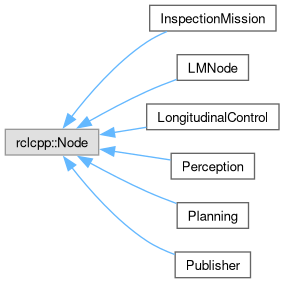 InspectionMission
LMNode
LongitudinalControl
rclcpp::Node
Perception
Planning
Publisher